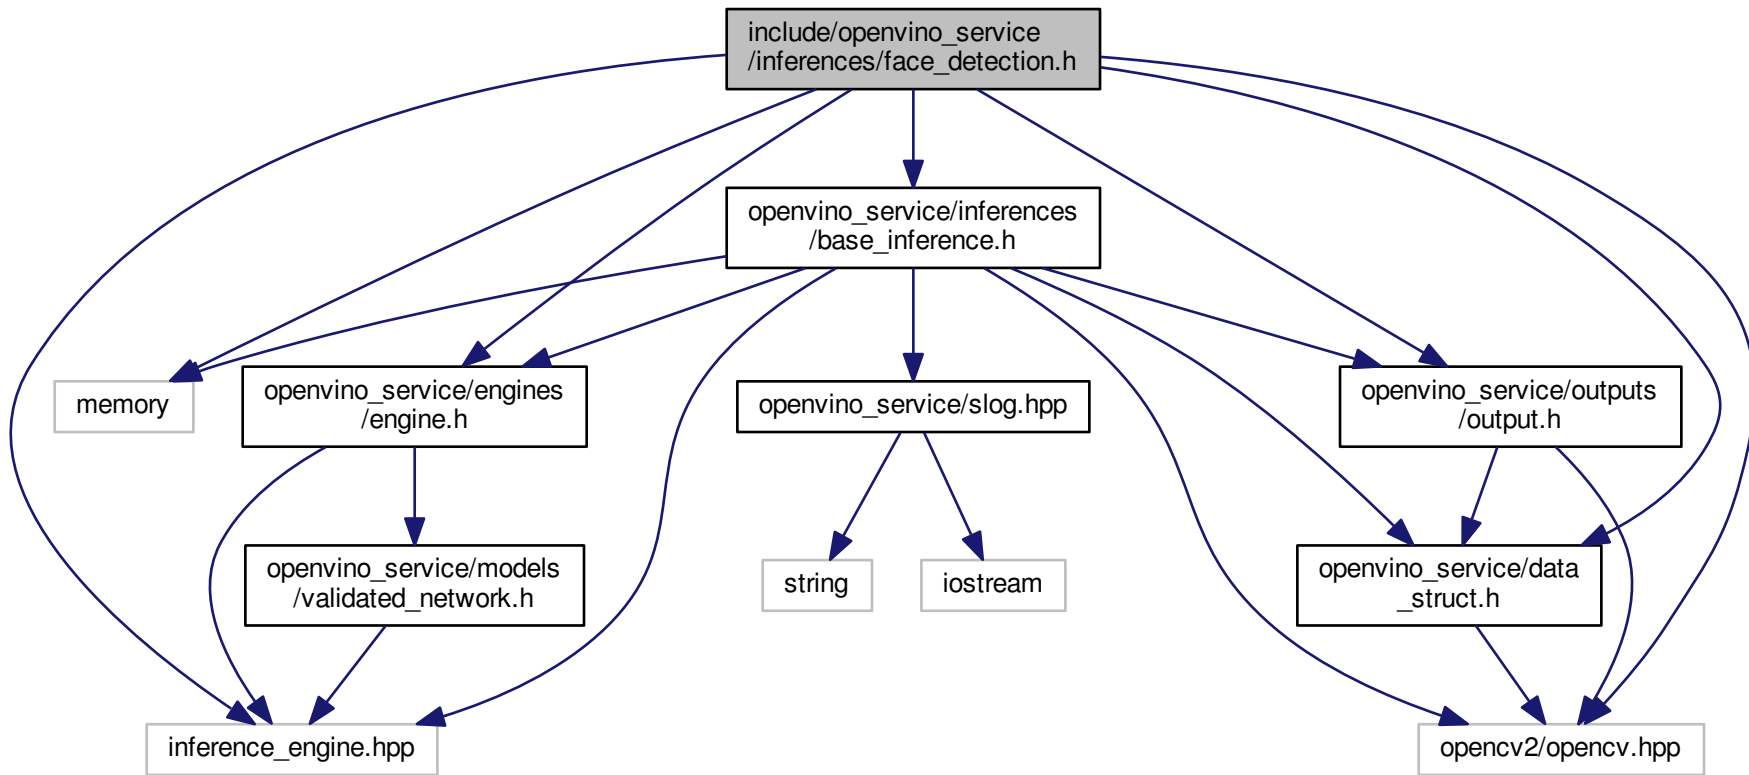 include/openvino_service
/inferences/face_detection.h
openvino_service/inferences
/base_inference.h
memory
openvino_service/engines
/engine.h
openvino_service/slog.hpp
openvino_service/outputs
/output.h
openvino_service/models
/validated_network.h
string
iostream
openvino_service/data
_struct.h
inference_engine.hpp
opencv2/opencv.hpp